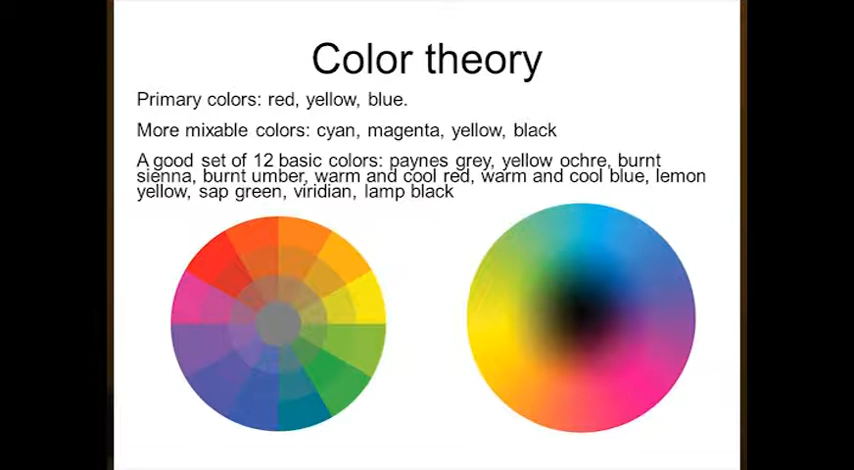 Color theory
Primary colors: red, yellow, blue.
More mixable colors: cyan, magenta, yellow, black
A good set of 12 basic colors: paynes grey, yellow ochre, burnt
sienna, burnt umber, warm and cool red, warm and cool blue, lemon
yellow, sap green, viridian, lamp black